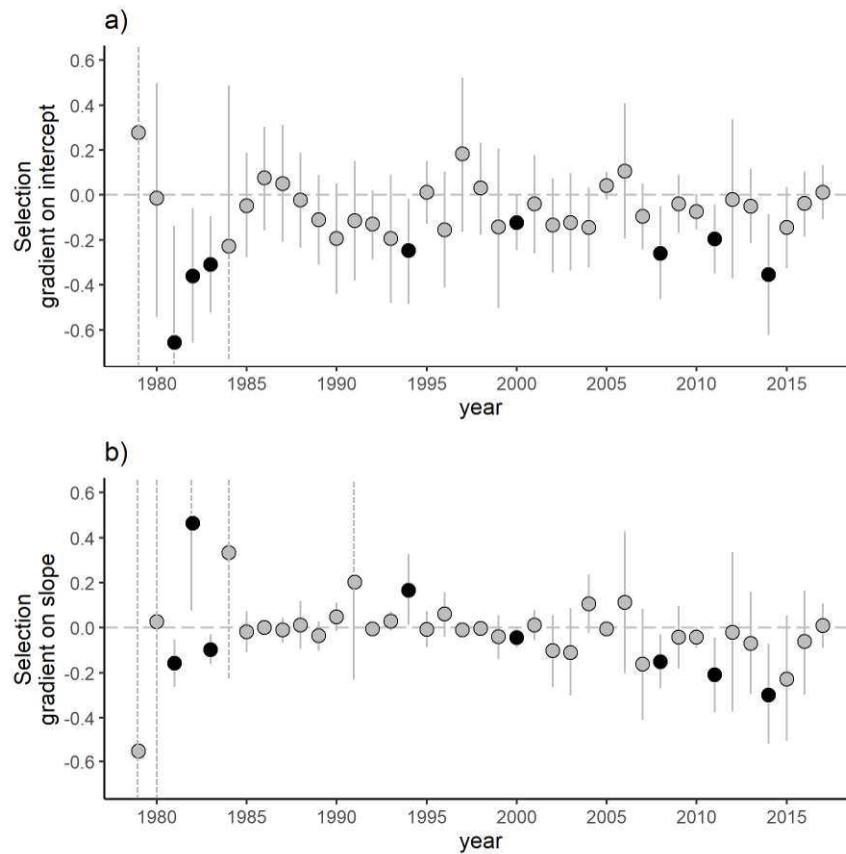 a)
Selection
gradient on intercept
0.6
0.4
0.2
0.0
-0.2
-0.4
-0.6
1980 1985 1990 1995 2000 2005 2010 2015
year
b)
Selection
gradient on slope
0.6
0.4
0.2
0.0
-0.2
-0.4
-0.6
1980 1985 1990 1995 2000 2005 2010 2015
year